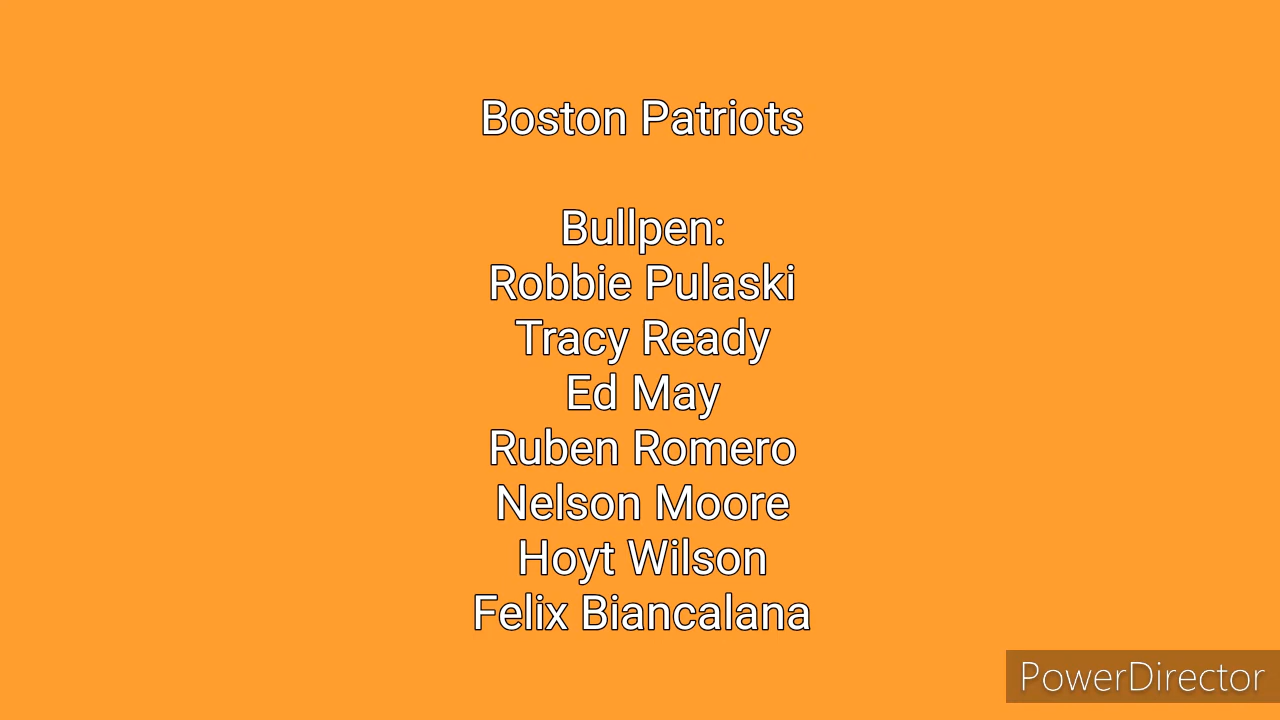 Boston Patriots
Bullpen:
Robbie Pulaski
Tracy Ready
Ed May
Ruben Romero
Nelson Moore
Hoyt Wilson
Felix Biancalana
PowerDirector